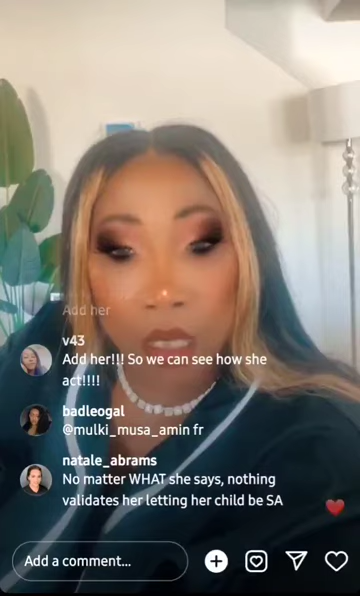 Add her
v43
Add her!!! So we can see how she
act!!!!
badleogal
@mulki_musa_amin fr
natale_abrams
No matter WHAT she says, nothing
validates her letting her child be SA
Add a comment...